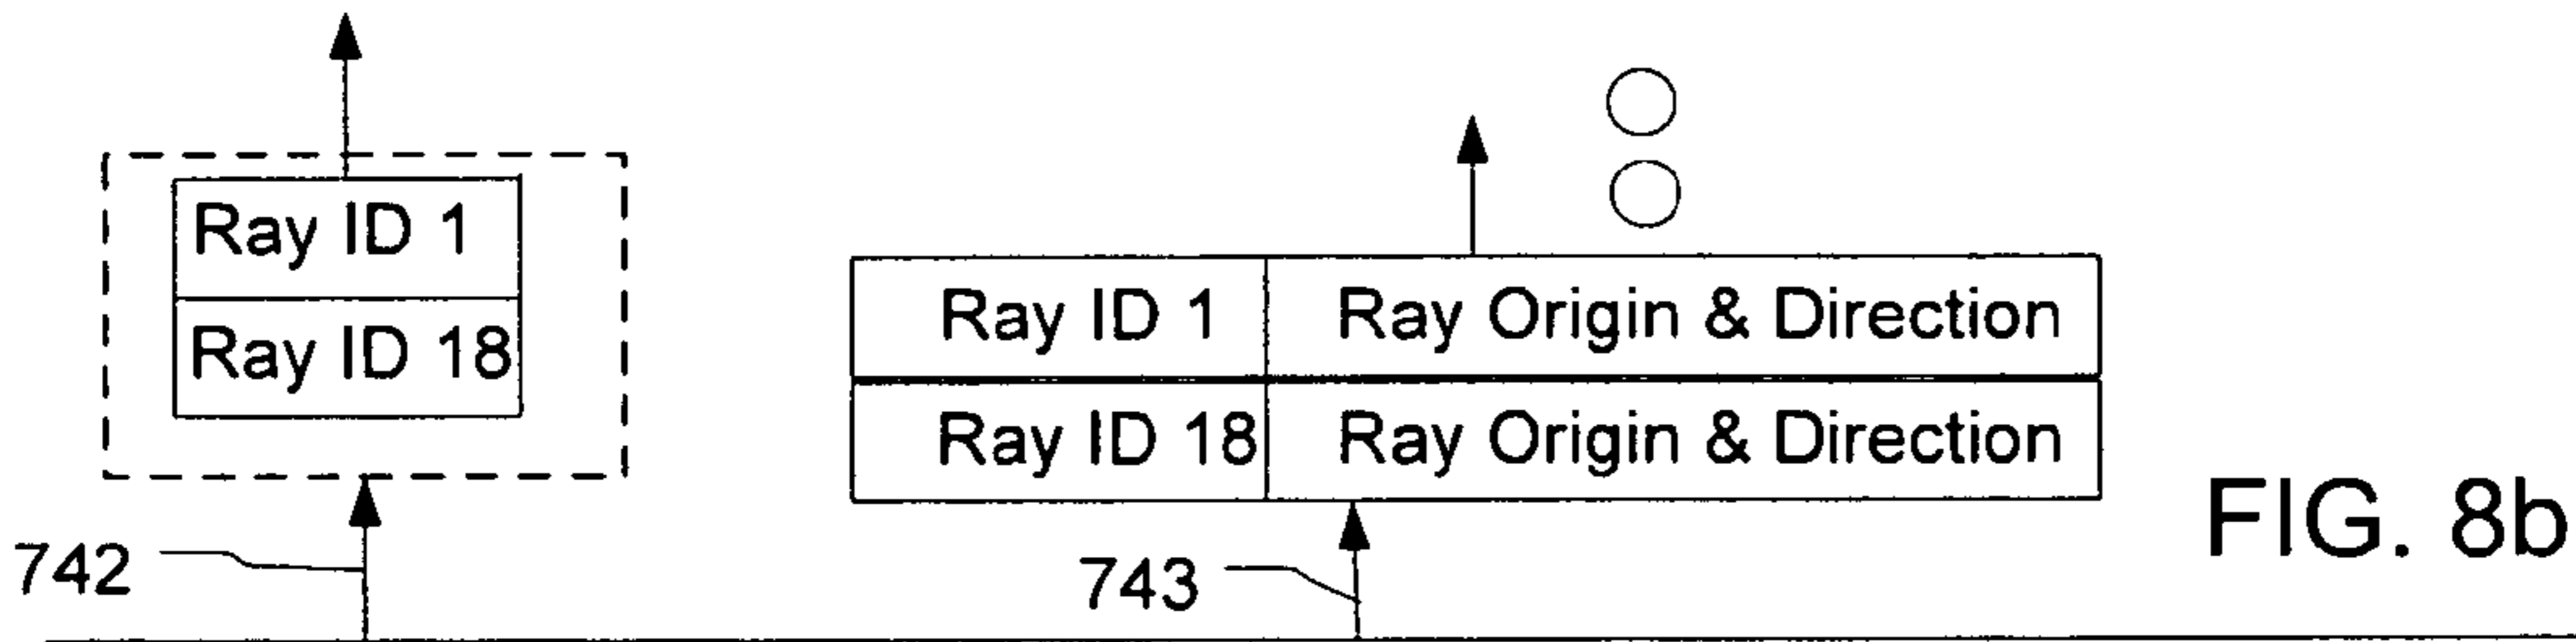 Ray ID 1
Ray ID 18
Ray ID 1 Ray Origin & Direction
Ray ID 18 Ray Origin & Direction
742
743
FIG. 8b